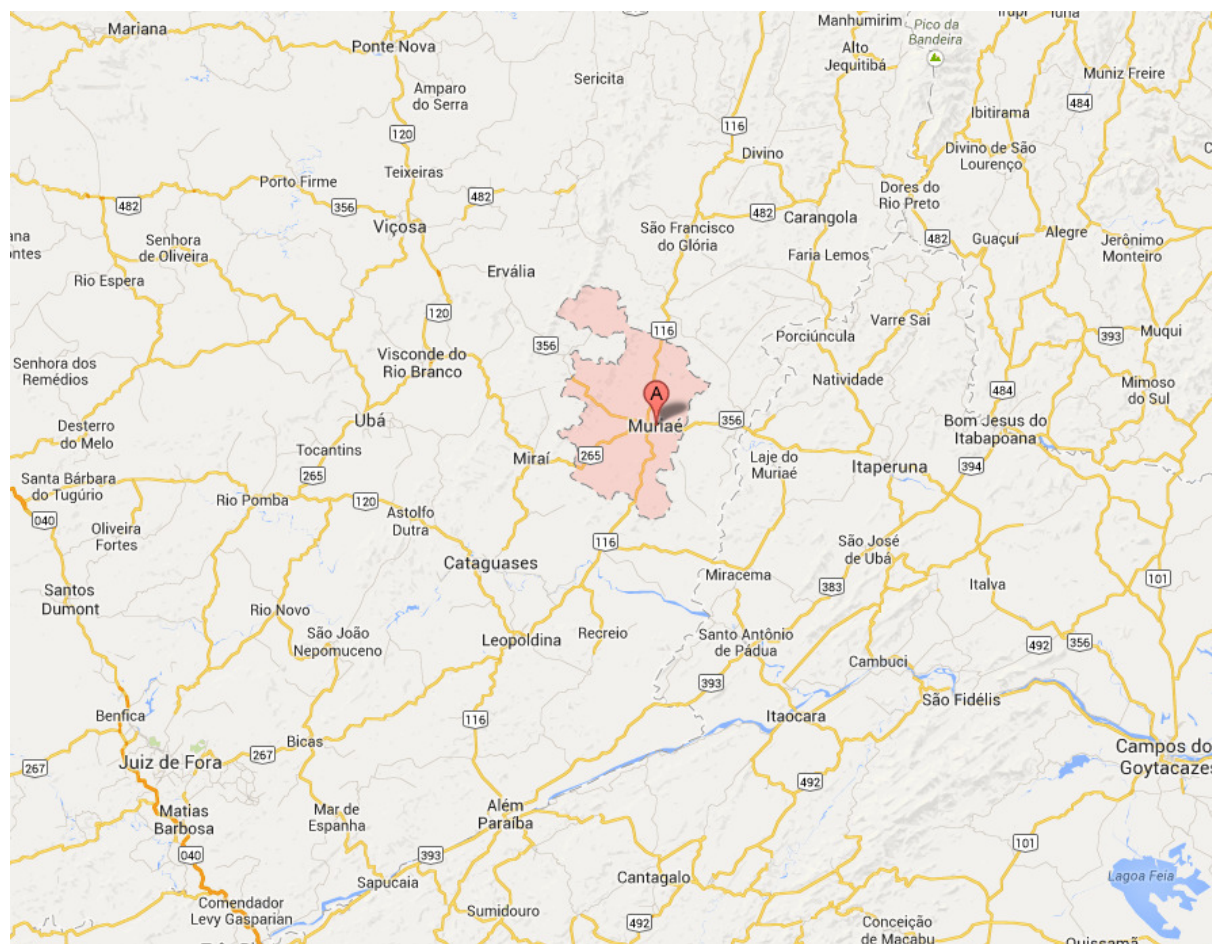 Mariana
Ponte Nova
Manhumirim
Pico da
Bandeira
Alto
Jequitibá
Sericita
Muniz Freire
Amparo
do Serra
484
Ibitirama
116
120
Divino
Divino de São
Lourenço
Teixeiras
Porto Firme
482
Dores do
Rio Preto
482
356
482
Carangola
Viçosa
São Francisco
do Glória
Senhora
de Oliveira
482
Guaçuí
Alegre
Jerônimo
Monteiro
Faria Lemos
Rio Espera
Ervália
120
Varre Sai
116
Porciúncula
393
Muqui
356
Senhora dos
Remédios
Visconde do
Rio Branco
Natividade
Mimoso
do Sul
484
A
Ubá
Desterro
do Melo
Muriaé
356
Bom Jesus do
Itabapoana
Tocantins
Miraí
265
Laje do
Muriaé
Itaperuna
394
265
Santa Bárbara
do Tugúrio
Rio Pomba
120
Astolfo
Dutra
040
Oliveira
Fortes
116
São José
de Ubá
Cataguases
Miracema
383
Italva
101
Santos
Dumont
Rio Novo
São João
Nepomuceno
Leopoldina
Recreio
Santo Antônio
de Pádua
492
356
Cambuci
393
São Fidélis
Benfica
116
Itaocara
Bicas
267
267
Juiz de Fora
Campos do
Goytacazes
492
Matias
Barbosa
Mar de
Espanha
Além
Paraíba
101
040
393
Sapucaia
Cantagalo
Lagoa Feia
Comendador
Levy Gasparian
Sumidouro
492
Conceição
de Macabu